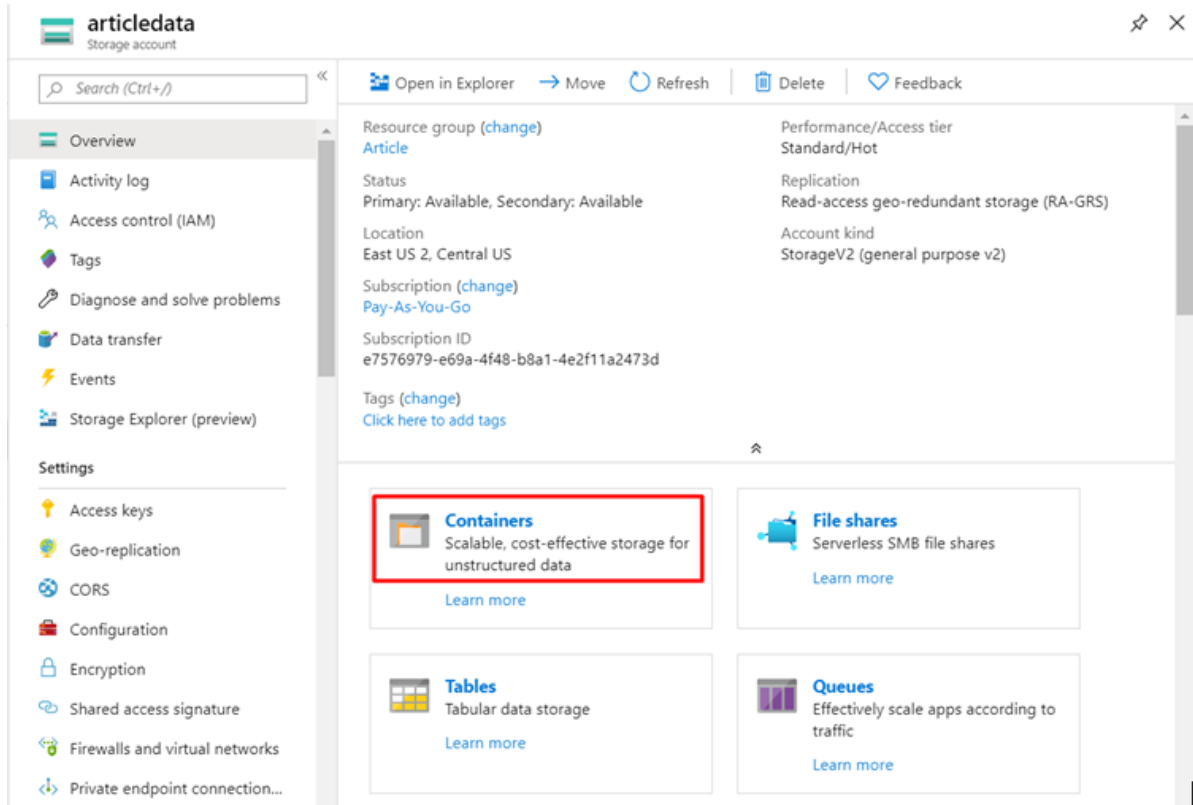 articledata
Storage account
Search (Ctrl+/)
Overview
Activity log
Access control (IAM)
Tags
Diagnose and solve problems
Data transfer
Events
Storage Explorer (preview)
Settings
Access keys
Geo-replication
CORS
Configuration
Encryption
Shared access signature
Firewalls and virtual networks
Private endpoint connection...
Open in Explorer
Move
Refresh
Delete
Feedback
Resource group (change)
Article
Status
Primary: Available, Secondary: Available
Location
East US 2, Central US
Subscription (change)
Pay-As-You-Go
Subscription ID
e7576979-e69a-4f48-b8a1-4e2f11a2473d
Tags (change)
Click here to add tags
Performance/Access tier
Standard/Hot
Replication
Read-access geo-redundant storage (RA-GRS)
Account kind
StorageV2 (general purpose v2)
Containers
Scalable, cost-effective storage for
unstructured data
Learn more
File shares
Serverless SMB file shares
Learn more
Tables
Tabular data storage
Learn more
Queues
Effectively scale apps according to
traffic
Learn more